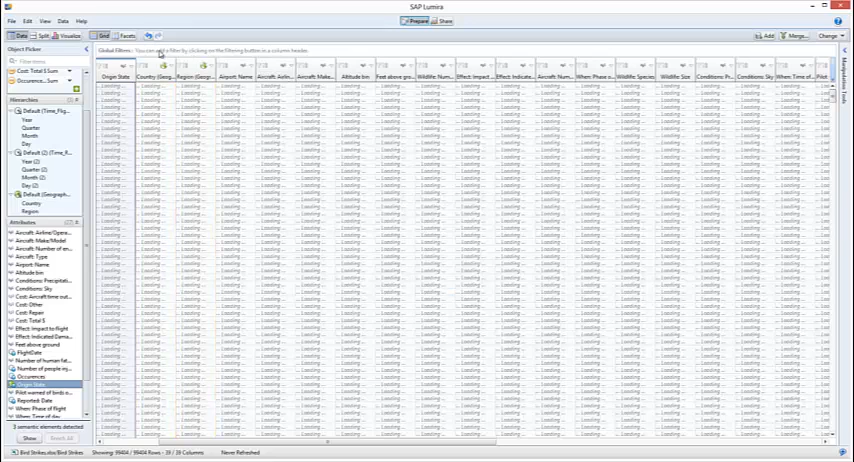 SAP Lumira
File Edit View Data Help
Prepare Share
Data Split Visualize Grid Facets
Add Merge... Change
Object Picker
Global Filters - You can add a filter by clicking on the filtering button in a column header.
Find Items
Cost: Total $ Sum
Occurence... Sum
Hierarchies
Default (Time_Flig...
Year
Quarter
Month
Day
Default (2) (Time_R...
Year (2)
Quarter (2)
Month (2)
Day (2)
Default (Geograph...
Country
Region
Attributes
Aircraft: Airline/Opera...
Aircraft: Make/Model
Aircraft: Number of en...
Aircraft: Type
Airport: Name
Altitude bin
Conditions: Precipitati...
Conditions: Sky
Cost: Aircraft time out...
Cost: Other
Cost: Repair
Cost: Total $
Effect: Impact to flight
Effect: Indicated Dama...
Feet above ground
FlightDate
Number of human fat...
Number of people inj...
Occurences
Origin State
Pilot warned of birds o...
Reported: Date
When: Phase of flight
When: Time of day
3 semantic elements detected
Show Enrich All
Origin State Country (Geog... Region (Geogr... Airport: Name Aircraft: Airlin... Aircraft: Make... Altitude bin Feet above gro... Wildlife: Num... Effect: Impact ... Effect: Indicate... Aircraft: Num... When: Phase o... Wildlife: Species Wildlife: Size Conditions: Pr... Conditions: Sky When: Time of... Pilot
Loading ...
Manipulation Tools
Bird Strikes.xlsx/Bird Strikes Showing: 99404 / 99404 Rows - 39 / 39 Columns Never Refreshed